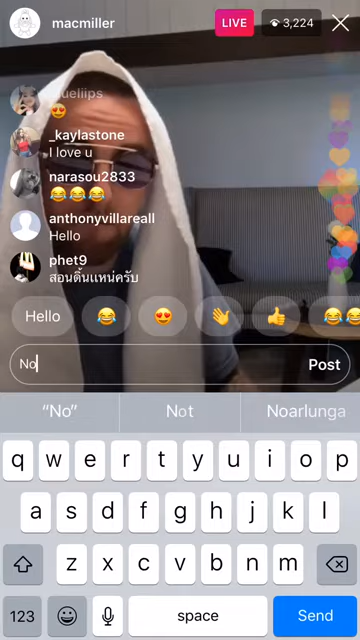 macmiller
LIVE
3,224
_kaylastone
I love u
narasou2833
😂😂😂
anthonyvillareall
Hello
phet9
สอนดิ้นแหน่ครับ
Hello
No
Post
“No”
Not
Noarlunga
q w e r t y u i o p
a s d f g h j k l
z x c v b n m
123
space
Send